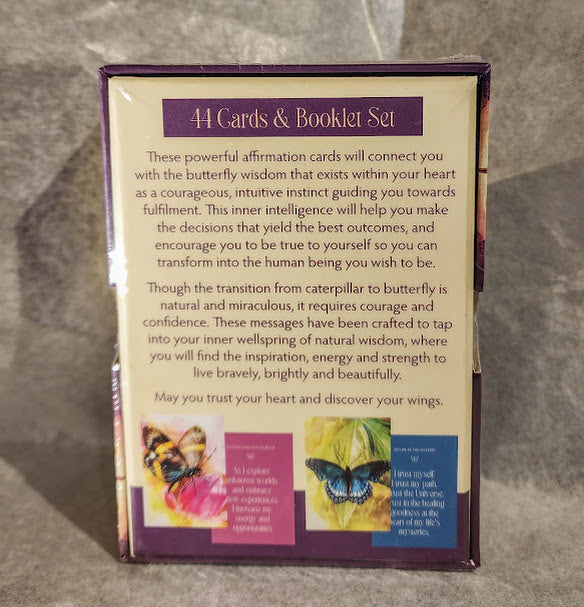 44 Cards & Booklet Set
These powerful affirmation cards will connect you
with the butterfly wisdom that exists within your heart
as a courageous, intuitive instinct guiding you towards
fulfilment. This inner intelligence will help you make
the decisions that yield the best outcomes, and
encourage you to be true to yourself so you can
transform into the human being you wish to be.
Though the transition from caterpillar to butterfly is
natural and miraculous, it requires courage and
confidence. These messages have been crafted to tap
into your inner wellspring of natural wisdom, where
you will find the inspiration, energy and strength to
live bravely, brightly and beautifully.
May you trust your heart and discover your wings.
As I explore
unknown worlds
and embrace
new experiences,
I increase my
energy and
opportunities.
SECURE IN THE MYSTERY
I trust myself.
I trust my path.
trust the Universe
trust in the healing
goodness at the
heart of my life's
mysteries.